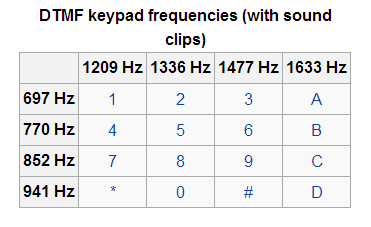 DTMF keypad frequencies (with sound
clips)
1209 Hz 1336 Hz 1477 Hz 1633 Hz
697 Hz 1 2 3 A
770 Hz 4 5 6 B
852 Hz 7 8 9 C
941 Hz * 0 # D